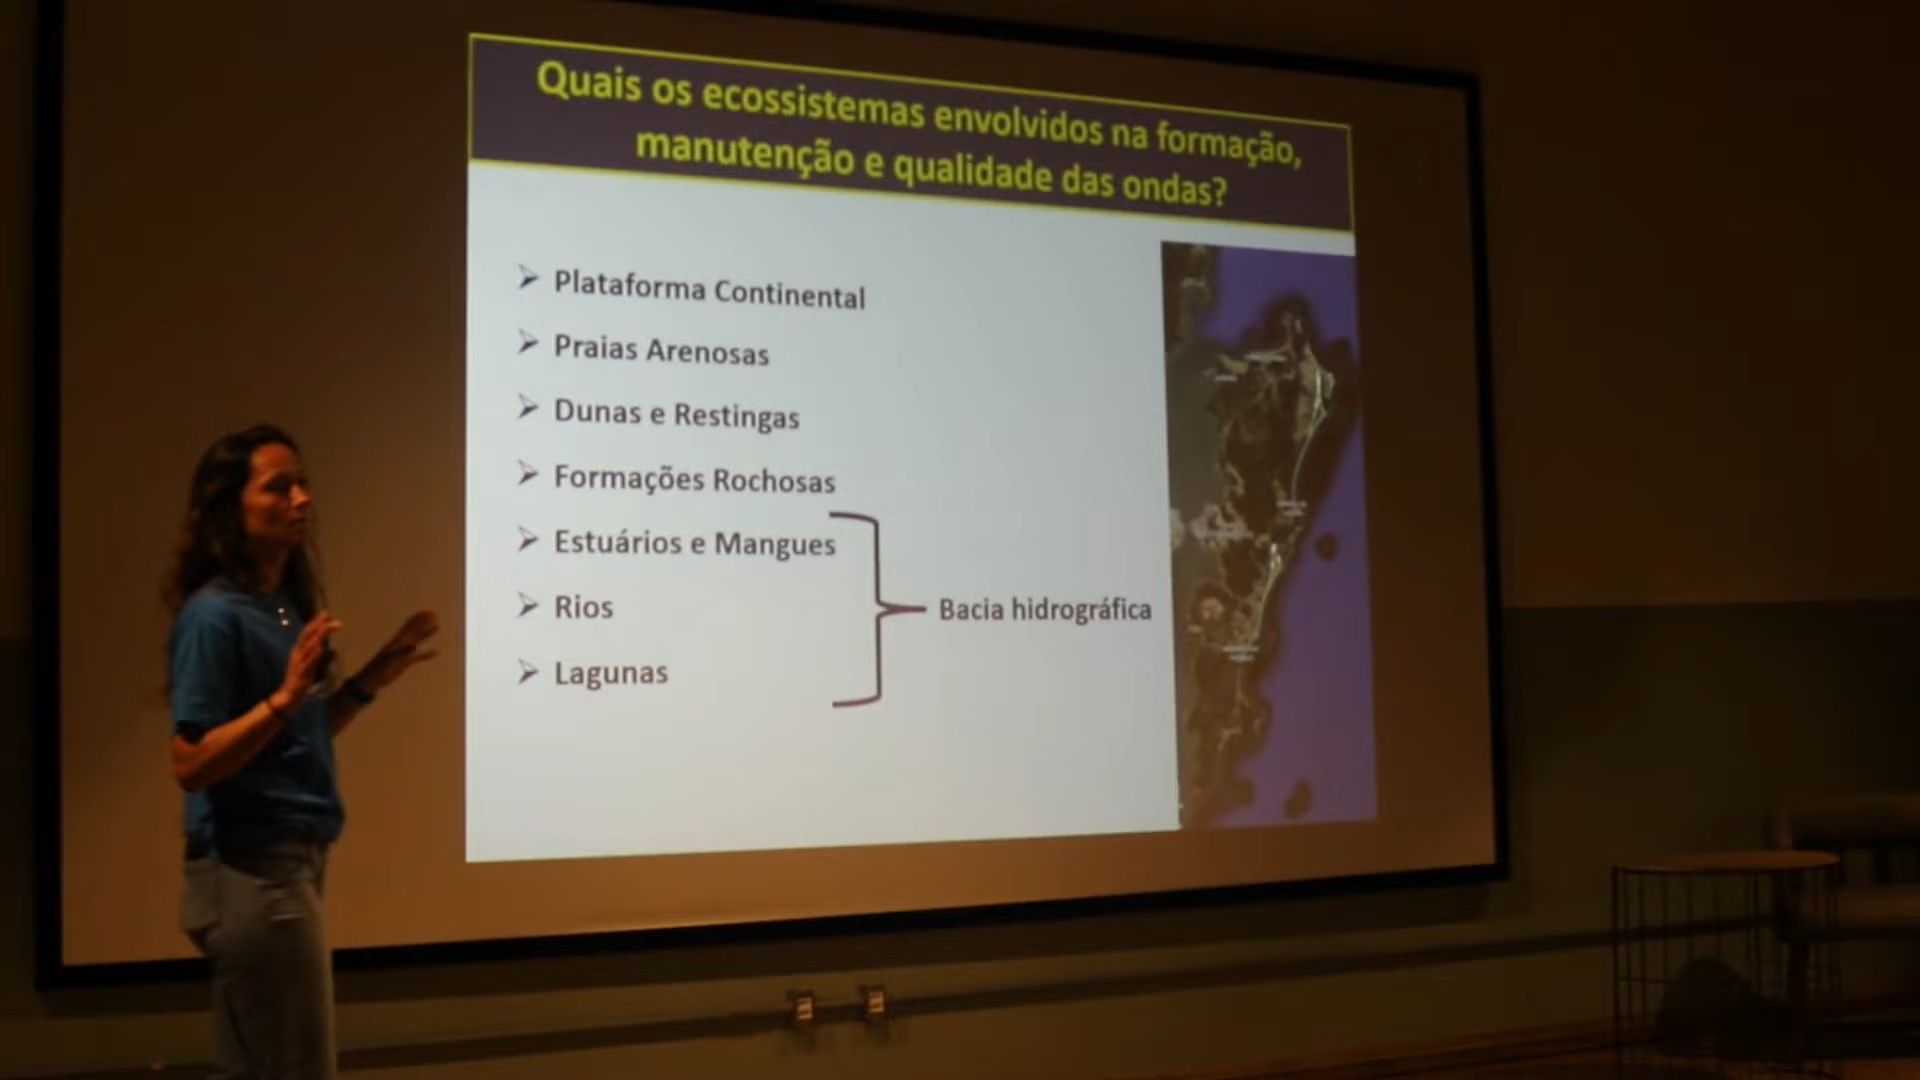 Quais os ecossistemas envolvidos na formação,
manutenção e qualidade das ondas?
Plataforma Continental
Praias Arenosas
Dunas e Restingas
Formações Rochosas
Estuários e Mangues
Rios
Lagunas
Bacia hidrográfica